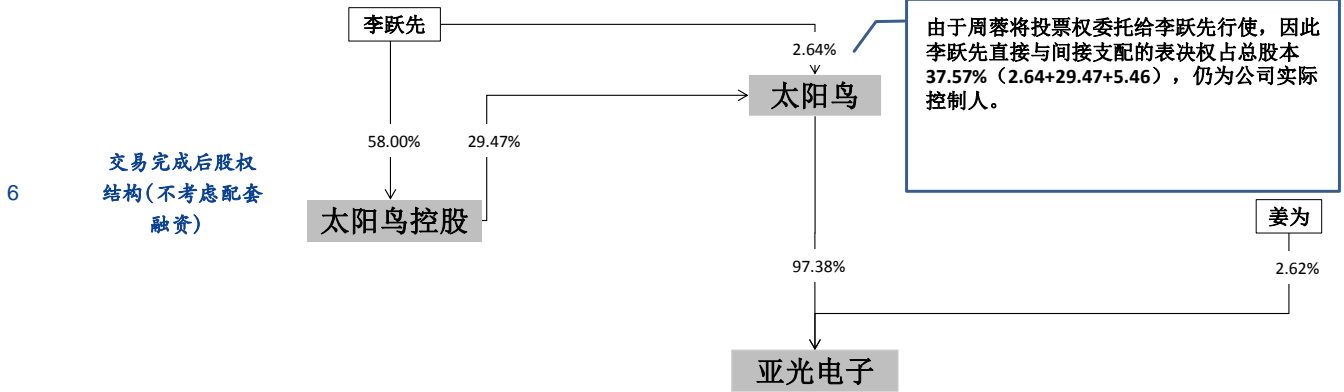 李跃先
由于周蓉将投票权委托给李跃先行使，因此
李跃先直接与间接支配的表决权占总股本
37.57%（2.64+29.47+5.46），仍为公司实际
控制人。
2.64%
太阳鸟
58.00%
29.47%
6
交易完成后股权
结构(不考虑配套
融资)
太阳鸟控股
姜为
97.38%
2.62%
亚光电子